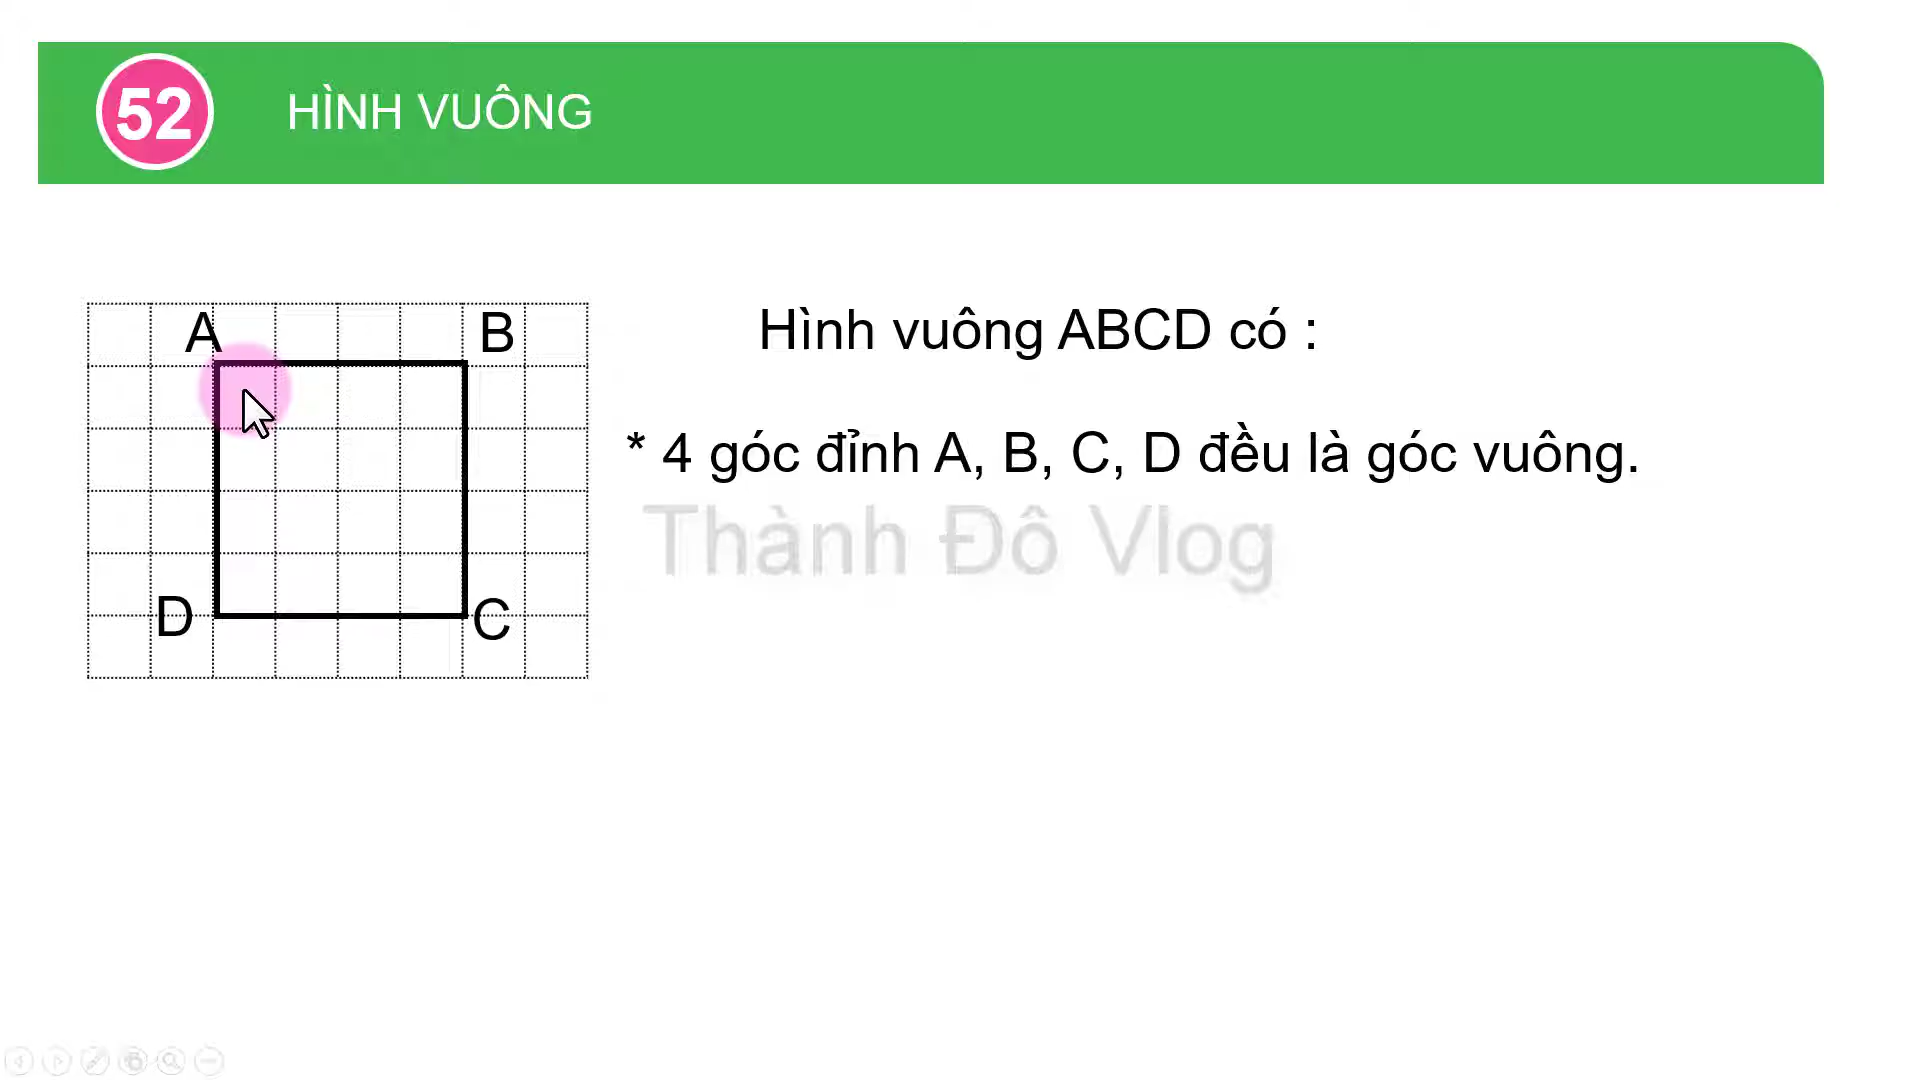 52
HÌNH VUÔNG
A
B
Hình vuông ABCD có :
* 4 góc đỉnh A, B, C, D đều là góc vuông.
Thành Đô Vlog
D
C